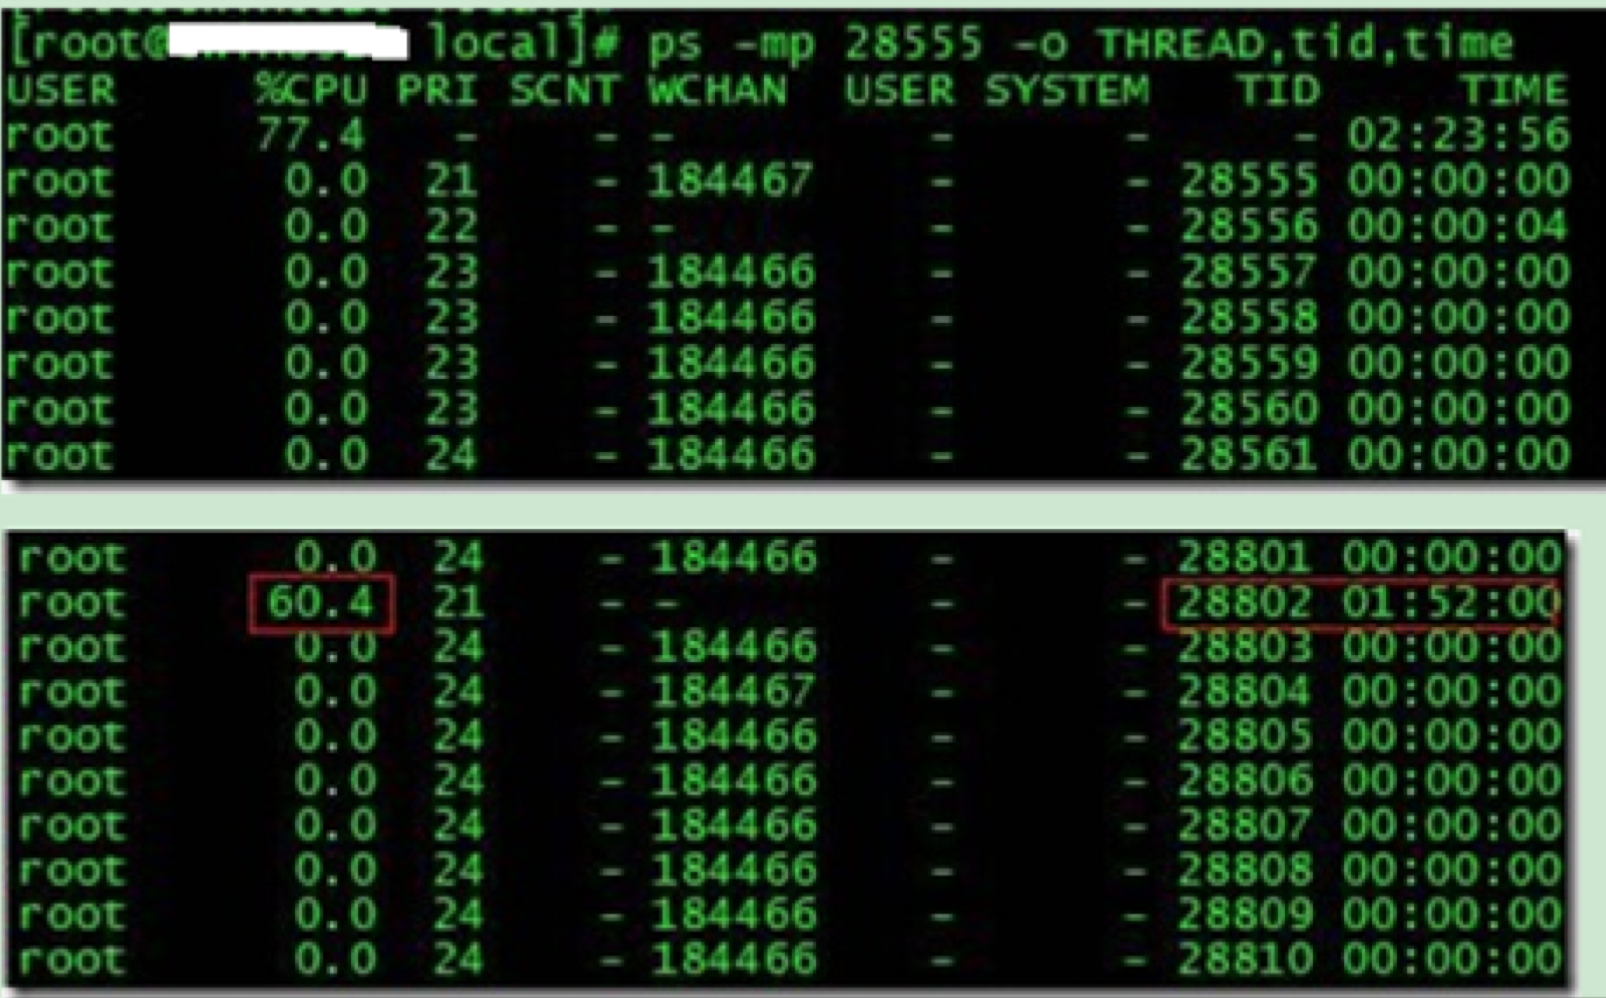 [root@ local]# ps -mp 28555 -o THREAD,tid,time
USER %CPU PRI SCNT WCHAN USER SYSTEM TID TIME
root 77.4 - - - - - - 02:23:56
root 0.0 21 - 184467 - - 28555 00:00:00
root 0.0 22 - - - - 28556 00:00:04
root 0.0 23 - 184466 - - 28557 00:00:00
root 0.0 23 - 184466 - - 28558 00:00:00
root 0.0 23 - 184466 - - 28559 00:00:00
root 0.0 23 - 184466 - - 28560 00:00:00
root 0.0 24 - 184466 - - 28561 00:00:00
root 0.0 24 - 184466 - - 28801 00:00:00
root 60.4 21 - - - - 28802 01:52:00
root 0.0 24 - 184466 - - 28803 00:00:00
root 0.0 24 - 184467 - - 28804 00:00:00
root 0.0 24 - 184466 - - 28805 00:00:00
root 0.0 24 - 184466 - - 28806 00:00:00
root 0.0 24 - 184466 - - 28807 00:00:00
root 0.0 24 - 184466 - - 28808 00:00:00
root 0.0 24 - 184466 - - 28809 00:00:00
root 0.0 24 - 184466 - - 28810 00:00:00